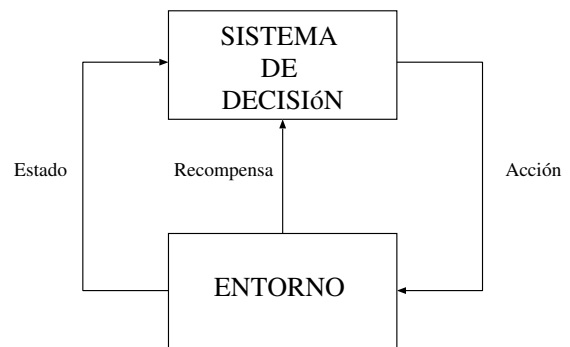 SISTEMA
DE
DECISIóN
Estado
Recompensa
Acción
ENTORNO